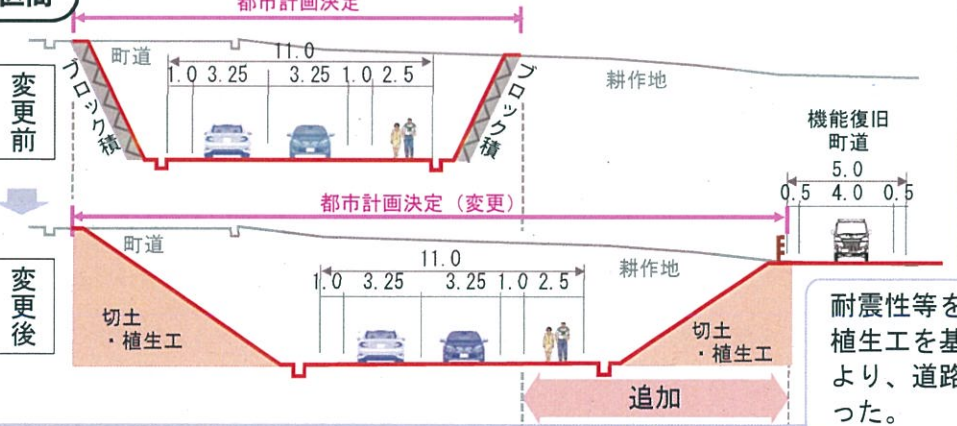 区間
都市計画決定
変更前
町道
11.0
1.0 3.25 3.25 1.0 2.5
ブロック積
ブロック積
耕作地
機能復旧
町道
5.0
0.5 4.0 0.5
都市計画決定（変更）
変更後
町道
11.0
1.0 3.25 3.25 1.0 2.5
耕作地
切土
・植生工
切土
・植生工
追加
耐震性等を
植生工を基
より、道路
った。